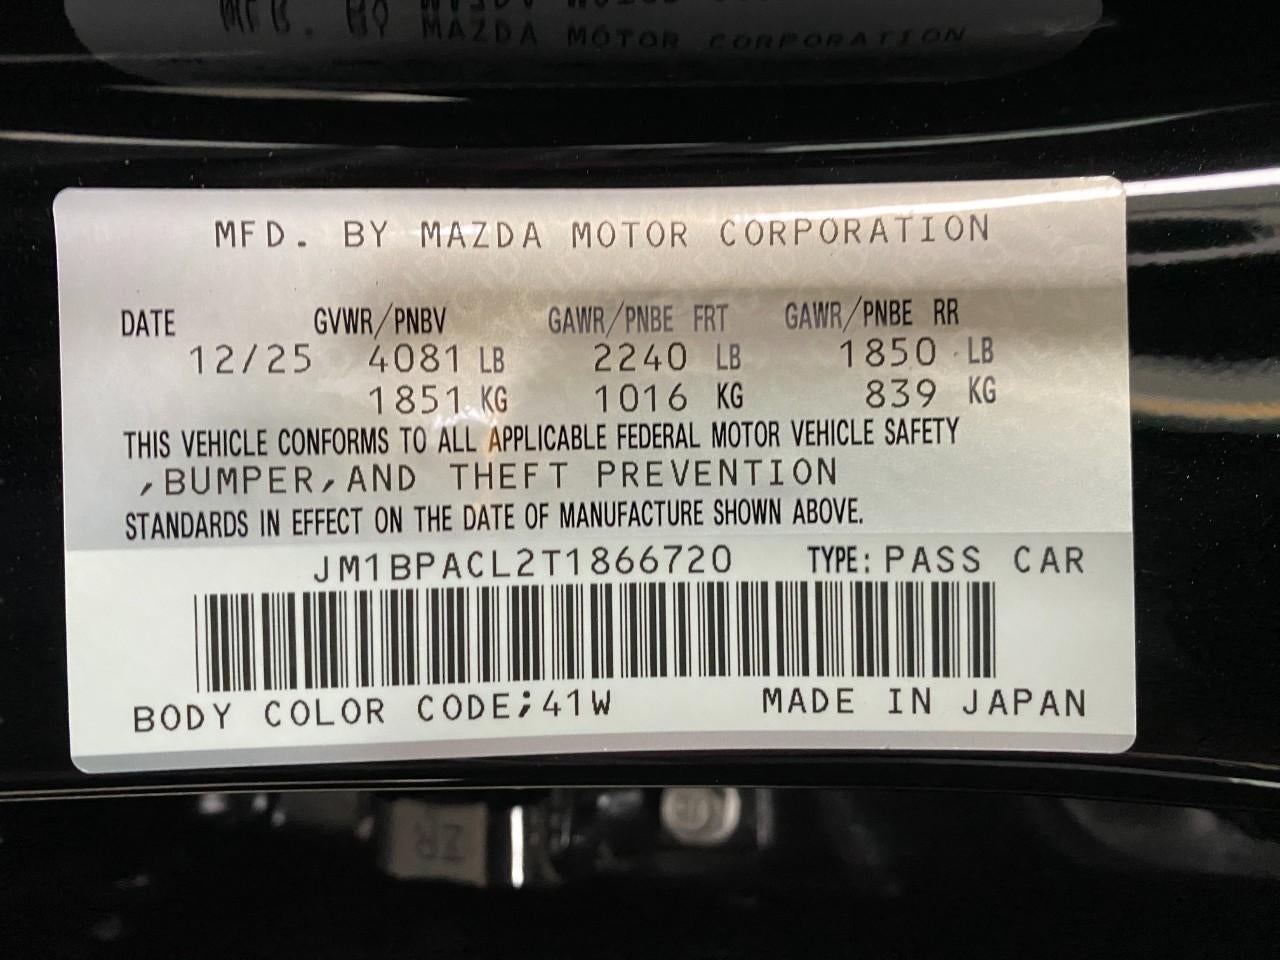 MFD. BY MAZDA MOTOR CORPORATION
MFD. BY MAZDA MOTOR CORPORATION
DATE GVWR/PNBV GAWR/PNBE FRT GAWR/PNBE RR
12/25 4081 LB 2240 LB 1850 LB
1851 KG 1016 KG 839 KG
THIS VEHICLE CONFORMS TO ALL APPLICABLE FEDERAL MOTOR VEHICLE SAFETY
,BUMPER,AND THEFT PREVENTION
STANDARDS IN EFFECT ON THE DATE OF MANUFACTURE SHOWN ABOVE.
JM1BPACL2T1866720 TYPE: PASS CAR
BODY COLOR CODE;41W MADE IN JAPAN